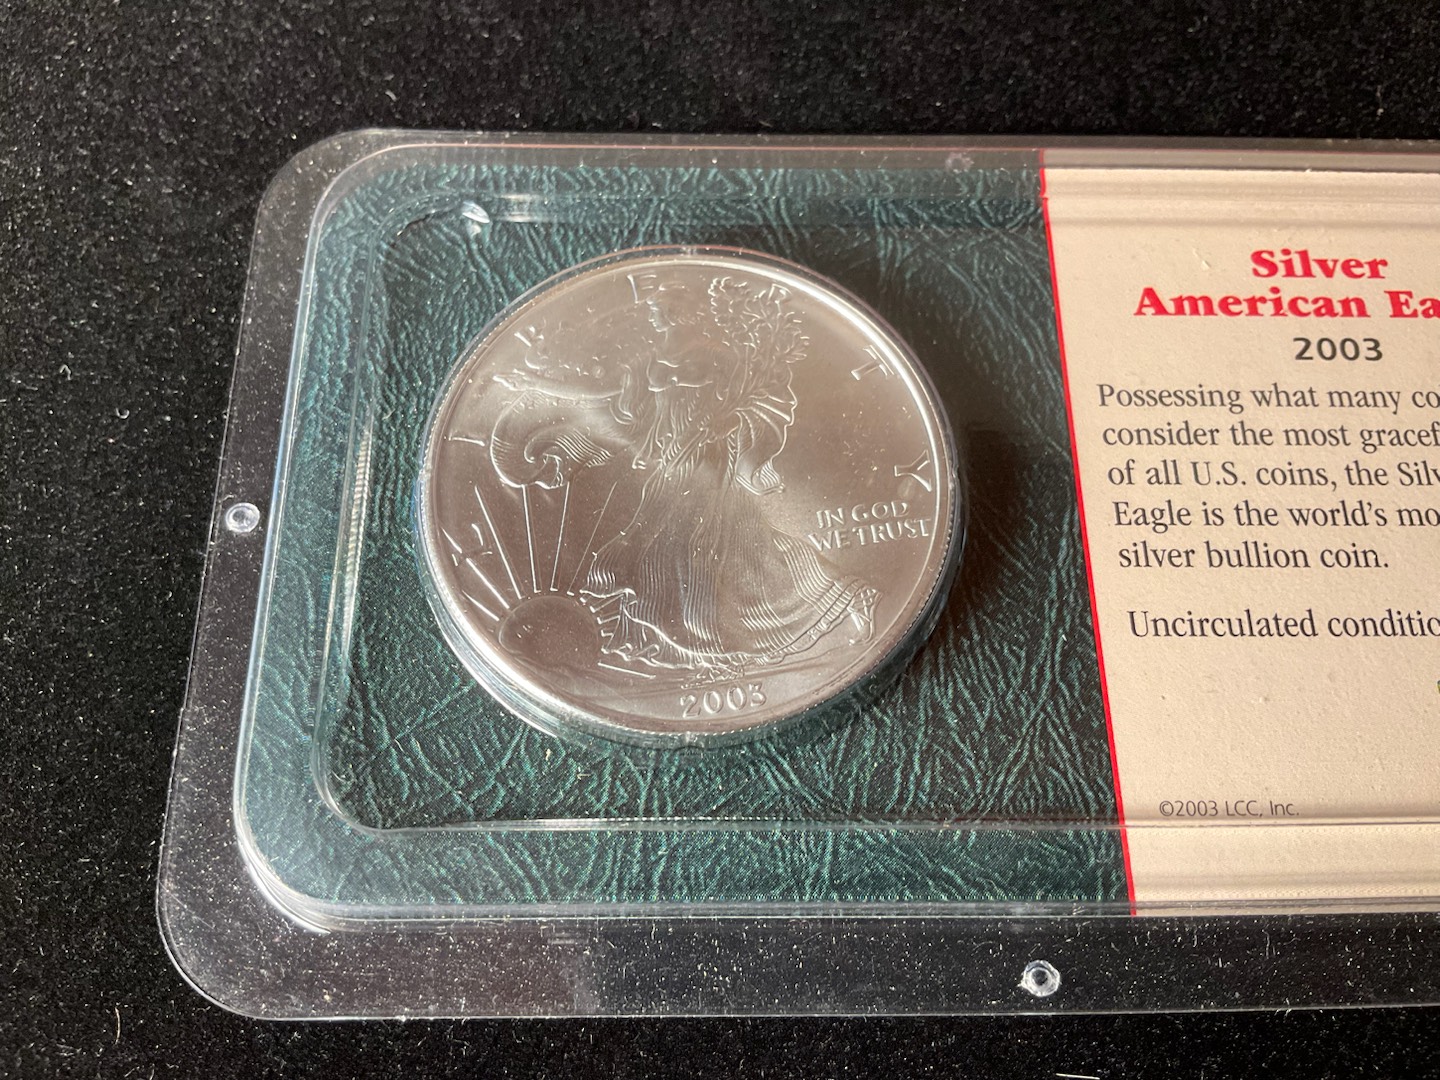 LIBERTY
IN GOD
WE TRUST
2003
Silver
American Ea
2003
Possessing what many co
consider the most gracef
of all U.S. coins, the Silv
Eagle is the world's mo
silver bullion coin.
Uncirculated conditio
©2003 LCC, Inc.